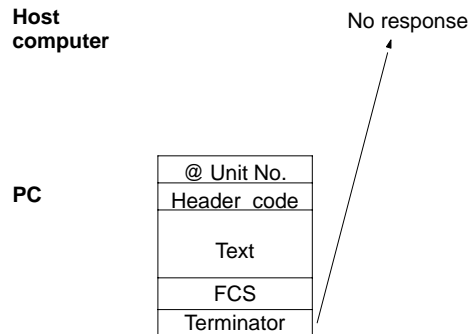 Host
computer
No response
PC
@ Unit No.
Header code
Text
FCS
Terminator